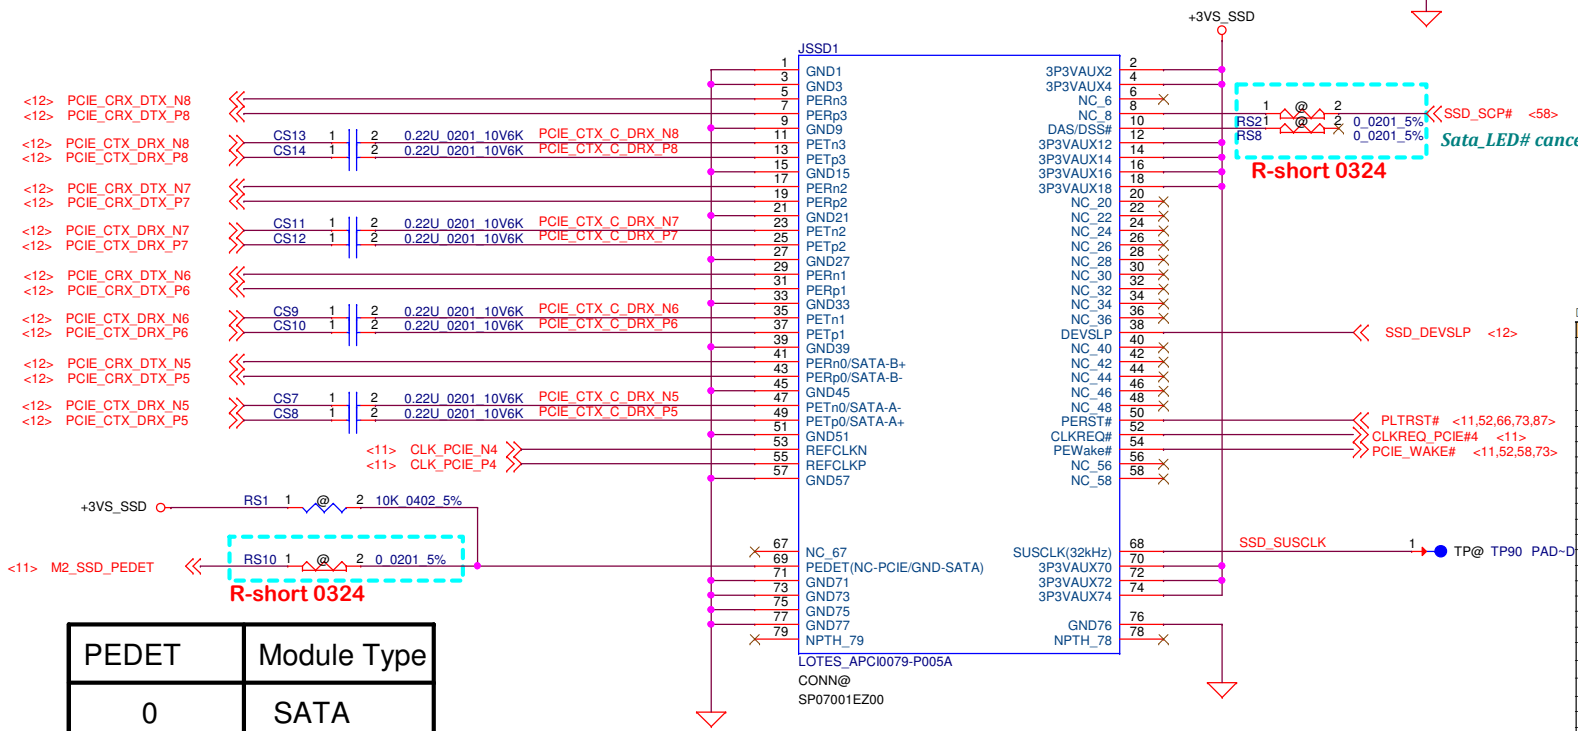 +3VS_SSD
JSSD1
<12> PCIE_CRX_DTX_N8
<12> PCIE_CRX_DTX_P8
<12> PCIE_CTX_DRX_N8 CS13 1 2 0.22U_0201_10V6K PCIE_CTX_C_DRX_N8
<12> PCIE_CTX_DRX_P8 CS14 1 2 0.22U_0201_10V6K PCIE_CTX_C_DRX_P8
<12> PCIE_CRX_DTX_N7
<12> PCIE_CRX_DTX_P7
<12> PCIE_CTX_DRX_N7 CS11 1 2 0.22U_0201_10V6K PCIE_CTX_C_DRX_N7
<12> PCIE_CTX_DRX_P7 CS12 1 2 0.22U_0201_10V6K PCIE_CTX_C_DRX_P7
<12> PCIE_CRX_DTX_N6
<12> PCIE_CRX_DTX_P6
<12> PCIE_CTX_DRX_N6 CS9 1 2 0.22U_0201_10V6K PCIE_CTX_C_DRX_N6
<12> PCIE_CTX_DRX_P6 CS10 1 2 0.22U_0201_10V6K PCIE_CTX_C_DRX_P6
<12> PCIE_CRX_DTX_N5
<12> PCIE_CRX_DTX_P5
<12> PCIE_CTX_DRX_N5 CS7 1 2 0.22U_0201_10V6K PCIE_CTX_C_DRX_N5
<12> PCIE_CTX_DRX_P5 CS8 1 2 0.22U_0201_10V6K PCIE_CTX_C_DRX_P5
<11> CLK_PCIE_N4
<11> CLK_PCIE_P4
+3VS_SSD RS1 1 @ 2 10K_0402_5%
<11> M2_SSD_PEDET RS10 1 @ 2 0_0201_5%
R-short 0324
1 GND1
3 GND3
5 PERn3
7 PERp3
9 GND9
11 PETn3
13 PETp3
15 GND15
17 PERn2
19 PERp2
21 GND21
23 PETn2
25 PETp2
27 GND27
29 PERn1
31 PERp1
33 GND33
35 PETn1
37 PETp1
39 GND39
41 PERn0/SATA-B+
43 PERp0/SATA-B-
45 GND45
47 PETn0/SATA-A-
49 PETp0/SATA-A+
51 GND51
53 REFCLKN
55 REFCLKP
57 GND57
67 NC_67
69 PEDET(NC-PCIE/GND-SATA)
71 GND71
73 GND73
75 GND75
77 GND77
79 NPTH_79
3P3VAUX2 2
3P3VAUX4 4
NC_6 6
NC_8 8
DAS/DSS# 10
3P3VAUX12 12
3P3VAUX14 14
3P3VAUX16 16
3P3VAUX18 18
NC_20 20
NC_22 22
NC_24 24
NC_26 26
NC_28 28
NC_30 30
NC_32 32
NC_34 34
NC_36 36
DEVSLP 38
NC_40 40
NC_42 42
NC_44 44
NC_46 46
NC_48 48
PERST# 50
CLKREQ# 52
PEWake# 54
NC_56 56
NC_58 58
SUSCLK(32kHz) 68
3P3VAUX70 70
3P3VAUX72 72
3P3VAUX74 74
GND76 76
NPTH_78 78
LOTES_APCI0079-P005A
CONN@
SP07001EZ00
RS2 1 @ 2 0_0201_5% SSD_SCP# <58>
RS8 1 @ 2 0_0201_5% Sata_LED# cance
R-short 0324
SSD_DEVSLP <12>
PLTRST# <11,52,66,73,87>
CLKREQ_PCIE#4 <11>
PCIE_WAKE# <11,52,58,73>
SSD_SUSCLK 1 TP@ TP90 PAD~D
PEDET Module Type
0 SATA